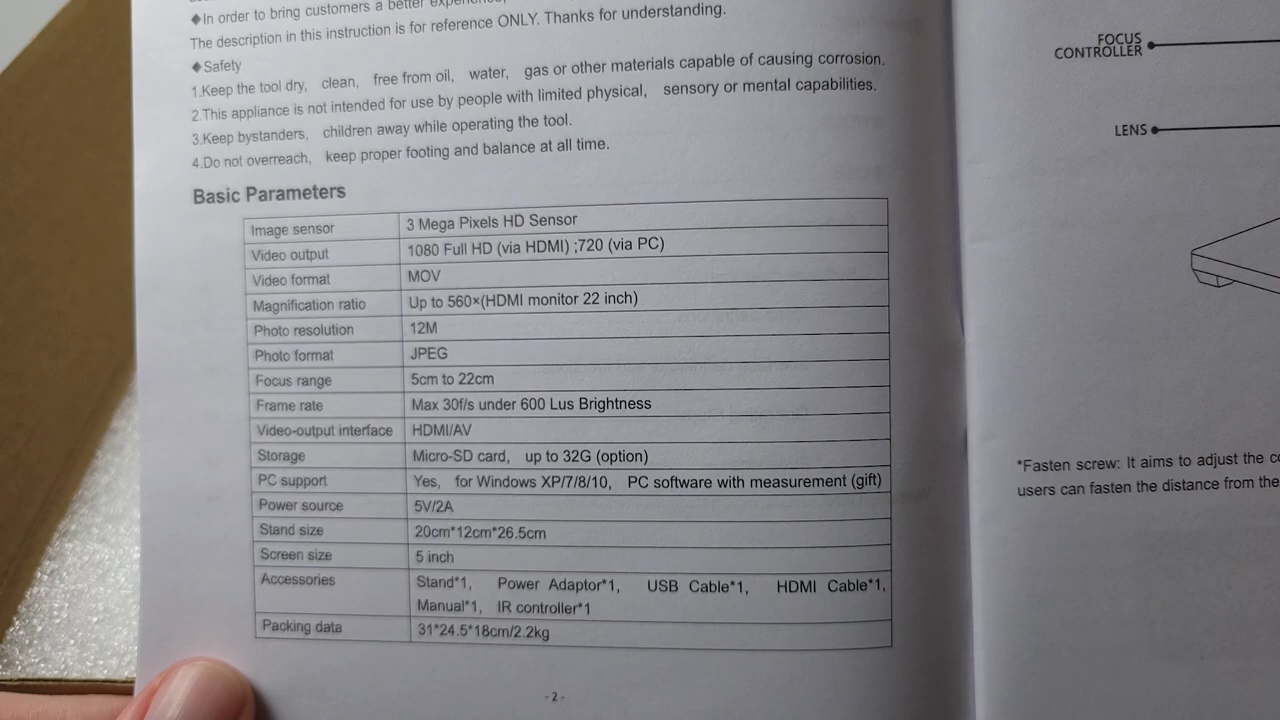 ◆In order to bring customers a better
The description in this instruction is for reference ONLY. Thanks for understanding.
◆Safety
1.Keep the tool dry, clean, free from oil, water, gas or other materials capable of causing corrosion.
2.This appliance is not intended for use by people with limited physical, sensory or mental capabilities.
3.Keep bystanders, children away while operating the tool.
4.Do not overreach, keep proper footing and balance at all time.
Basic Parameters
Image sensor 3 Mega Pixels HD Sensor
Video output 1080 Full HD (via HDMI) ;720 (via PC)
Video format MOV
Magnification ratio Up to 560×(HDMI monitor 22 inch)
Photo resolution 12M
Photo format JPEG
Focus range 5cm to 22cm
Frame rate Max 30f/s under 600 Lus Brightness
Video-output interface HDMI/AV
Storage Micro-SD card, up to 32G (option)
PC support Yes, for Windows XP/7/8/10, PC software with measurement (gift)
Power source 5V/2A
Stand size 20cm*12cm*26.5cm
Screen size 5 inch
Accessories Stand*1, Power Adaptor*1, USB Cable*1, HDMI Cable*1,
Manual*1, IR controller*1
Packing data 31*24.5*18cm/2.2kg
-2-
FOCUS
CONTROLLER
LENS
*Fasten screw: It aims to adjust the
users can fasten the distance from the